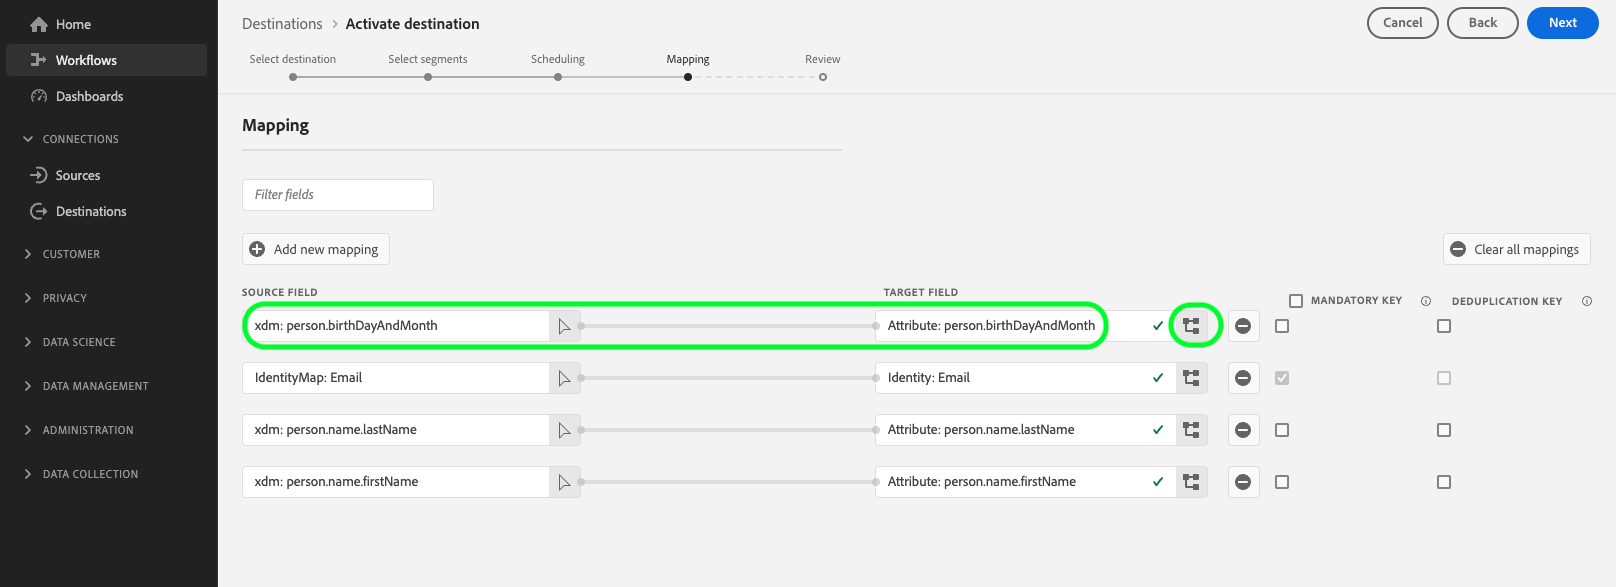 Home
Workflows
Dashboards
CONNECTIONS
Sources
Destinations
CUSTOMER
PRIVACY
DATA SCIENCE
DATA MANAGEMENT
ADMINISTRATION
DATA COLLECTION
Destinations > Activate destination
Cancel Back Next
Select destination Select segments Scheduling Mapping Review
Mapping
Filter fields
Add new mapping Clear all mappings
SOURCE FIELD TARGET FIELD MANDATORY KEY DEDUPLICATION KEY
xdm: person.birthDayAndMonth Attribute: person.birthDayAndMonth
IdentityMap: Email Identity: Email
xdm: person.name.lastName Attribute: person.name.lastName
xdm: person.name.firstName Attribute: person.name.firstName